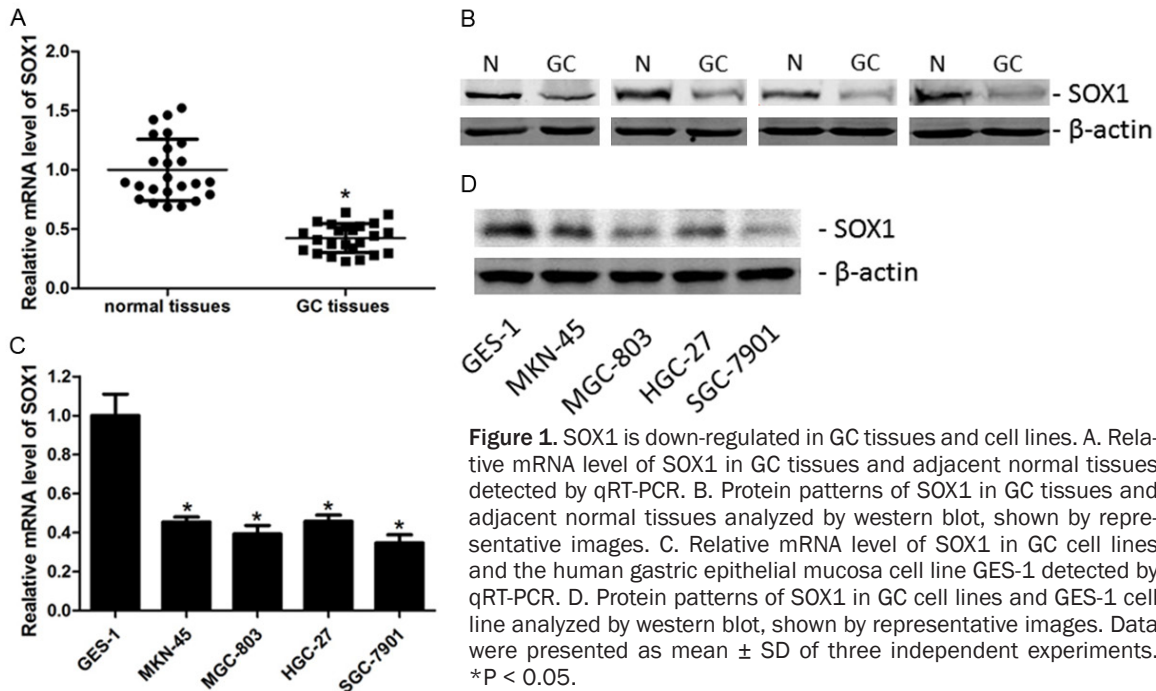 A
Realative mRNA level of SOX1
2.0
1.5
1.0
0.5
0.0
*
normal tissues
GC tissues
B
N GC N GC N GC N GC
- SOX1
- β-actin
C
Realative mRNA level of SOX1
1.2
1.0
0.8
0.6
0.4
0.2
0.0
* * * *
GES-1
MKN-45
MGC-803
HGC-27
SGC-7901
D
- SOX1
- β-actin
GES-1
MKN-45
MGC-803
HGC-27
SGC-7901
Figure 1. SOX1 is down-regulated in GC tissues and cell lines. A. Rela-
tive mRNA level of SOX1 in GC tissues and adjacent normal tissues
detected by qRT-PCR. B. Protein patterns of SOX1 in GC tissues and
adjacent normal tissues analyzed by western blot, shown by repre-
sentative images. C. Relative mRNA level of SOX1 in GC cell lines
and the human gastric epithelial mucosa cell line GES-1 detected by
qRT-PCR. D. Protein patterns of SOX1 in GC cell lines and GES-1 cell
line analyzed by western blot, shown by representative images. Data
were presented as mean ± SD of three independent experiments.
*P < 0.05.